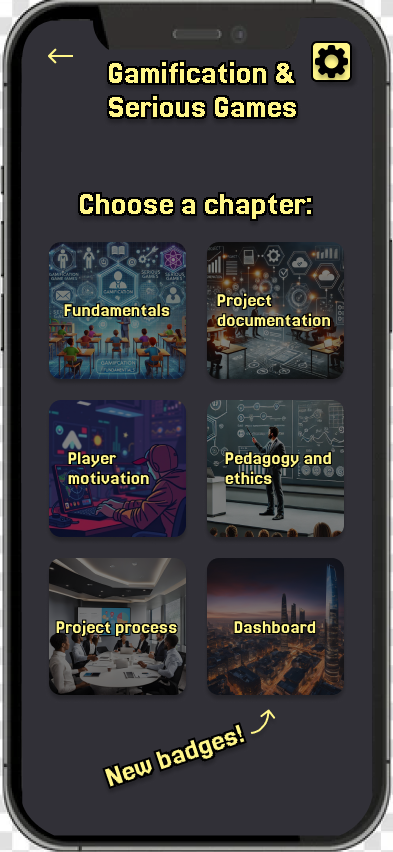 Gamification &
Serious Games
Choose a chapter:
Fundamentals
Project
documentation
Player
motivation
Pedagogy and
ethics
Project process
Dashboard
New badges!